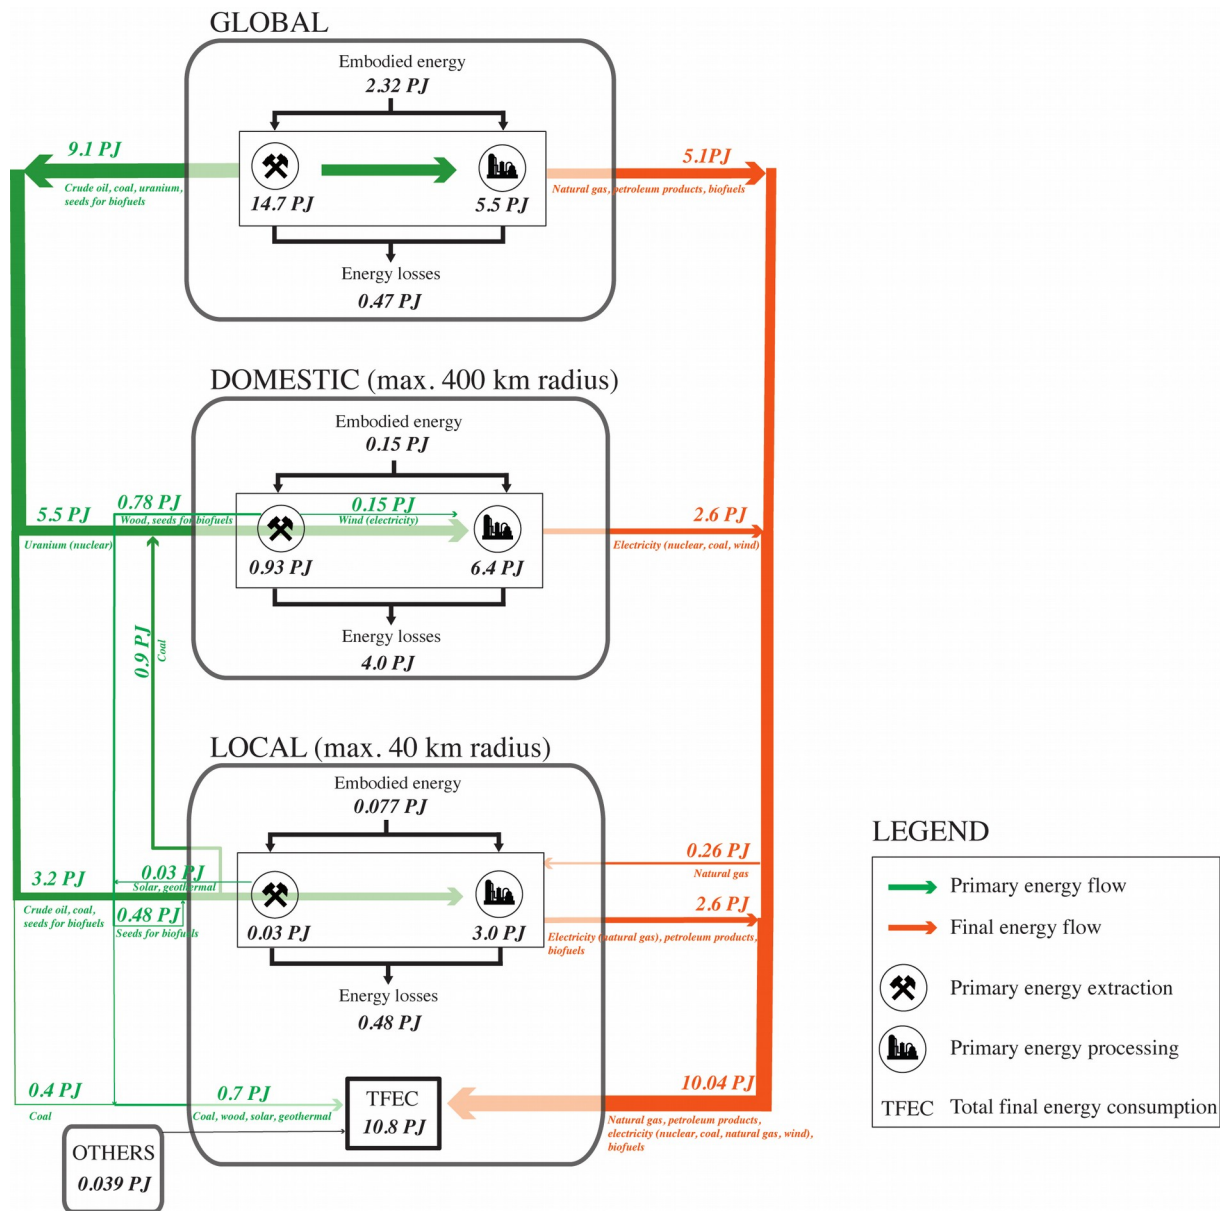 GLOBAL
Embodied energy
2.32 PJ
9.1 PJ
Crude oil, coal, uranium,
seeds for biofuels
14.7 PJ
5.5 PJ
5.1PJ
Natural gas, petroleum products, biofuels
Energy losses
0.47 PJ
DOMESTIC (max. 400 km radius)
Embodied energy
0.15 PJ
5.5 PJ
Uranium (nuclear)
0.78 PJ
Wood, seeds for biofuels
0.15 PJ
Wind (electricity)
0.93 PJ
6.4 PJ
2.6 PJ
Electricity (nuclear, coal, wind)
Energy losses
4.0 PJ
0.9 PJ
Coal
LOCAL (max. 40 km radius)
Embodied energy
0.077 PJ
3.2 PJ
Crude oil, coal,
seeds for biofuels
0.03 PJ
Solar, geothermal
0.48 PJ
Seeds for biofuels
0.03 PJ
3.0 PJ
0.26 PJ
Natural gas
2.6 PJ
Electricity (natural gas), petroleum products,
biofuels
Energy losses
0.48 PJ
0.4 PJ
Coal
0.7 PJ
Coal, wood, solar, geothermal
TFEC
10.8 PJ
10.04 PJ
Natural gas, petroleum products,
electricity (nuclear, coal, natural gas, wind),
biofuels
OTHERS
0.039 PJ
LEGEND
Primary energy flow
Final energy flow
Primary energy extraction
Primary energy processing
TFEC Total final energy consumption